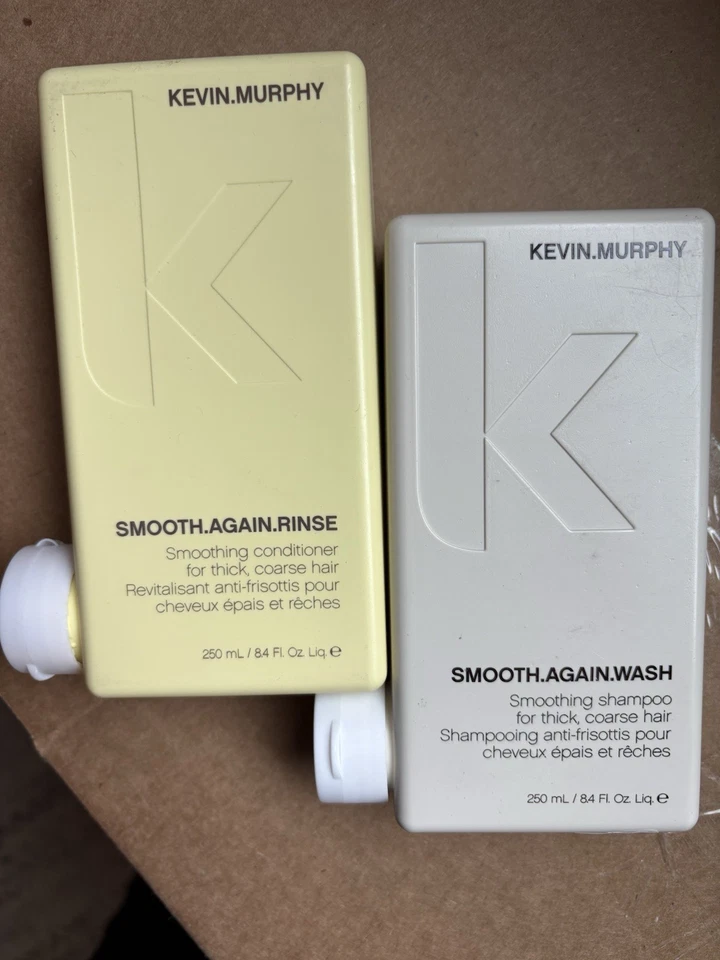 KEVIN.MURPHY
SMOOTH.AGAIN.RINSE
Smoothing conditioner
for thick, coarse hair
Revitalisant anti-frisottis pour
cheveux épais et rêches
250 mL / 8.4 Fl. Oz. Liq. e
KEVIN.MURPHY
SMOOTH.AGAIN.WASH
Smoothing shampoo
for thick, coarse hair
Shampooing anti-frisottis pour
cheveux épais et rêches
250 mL / 8.4 Fl. Oz. Liq. e